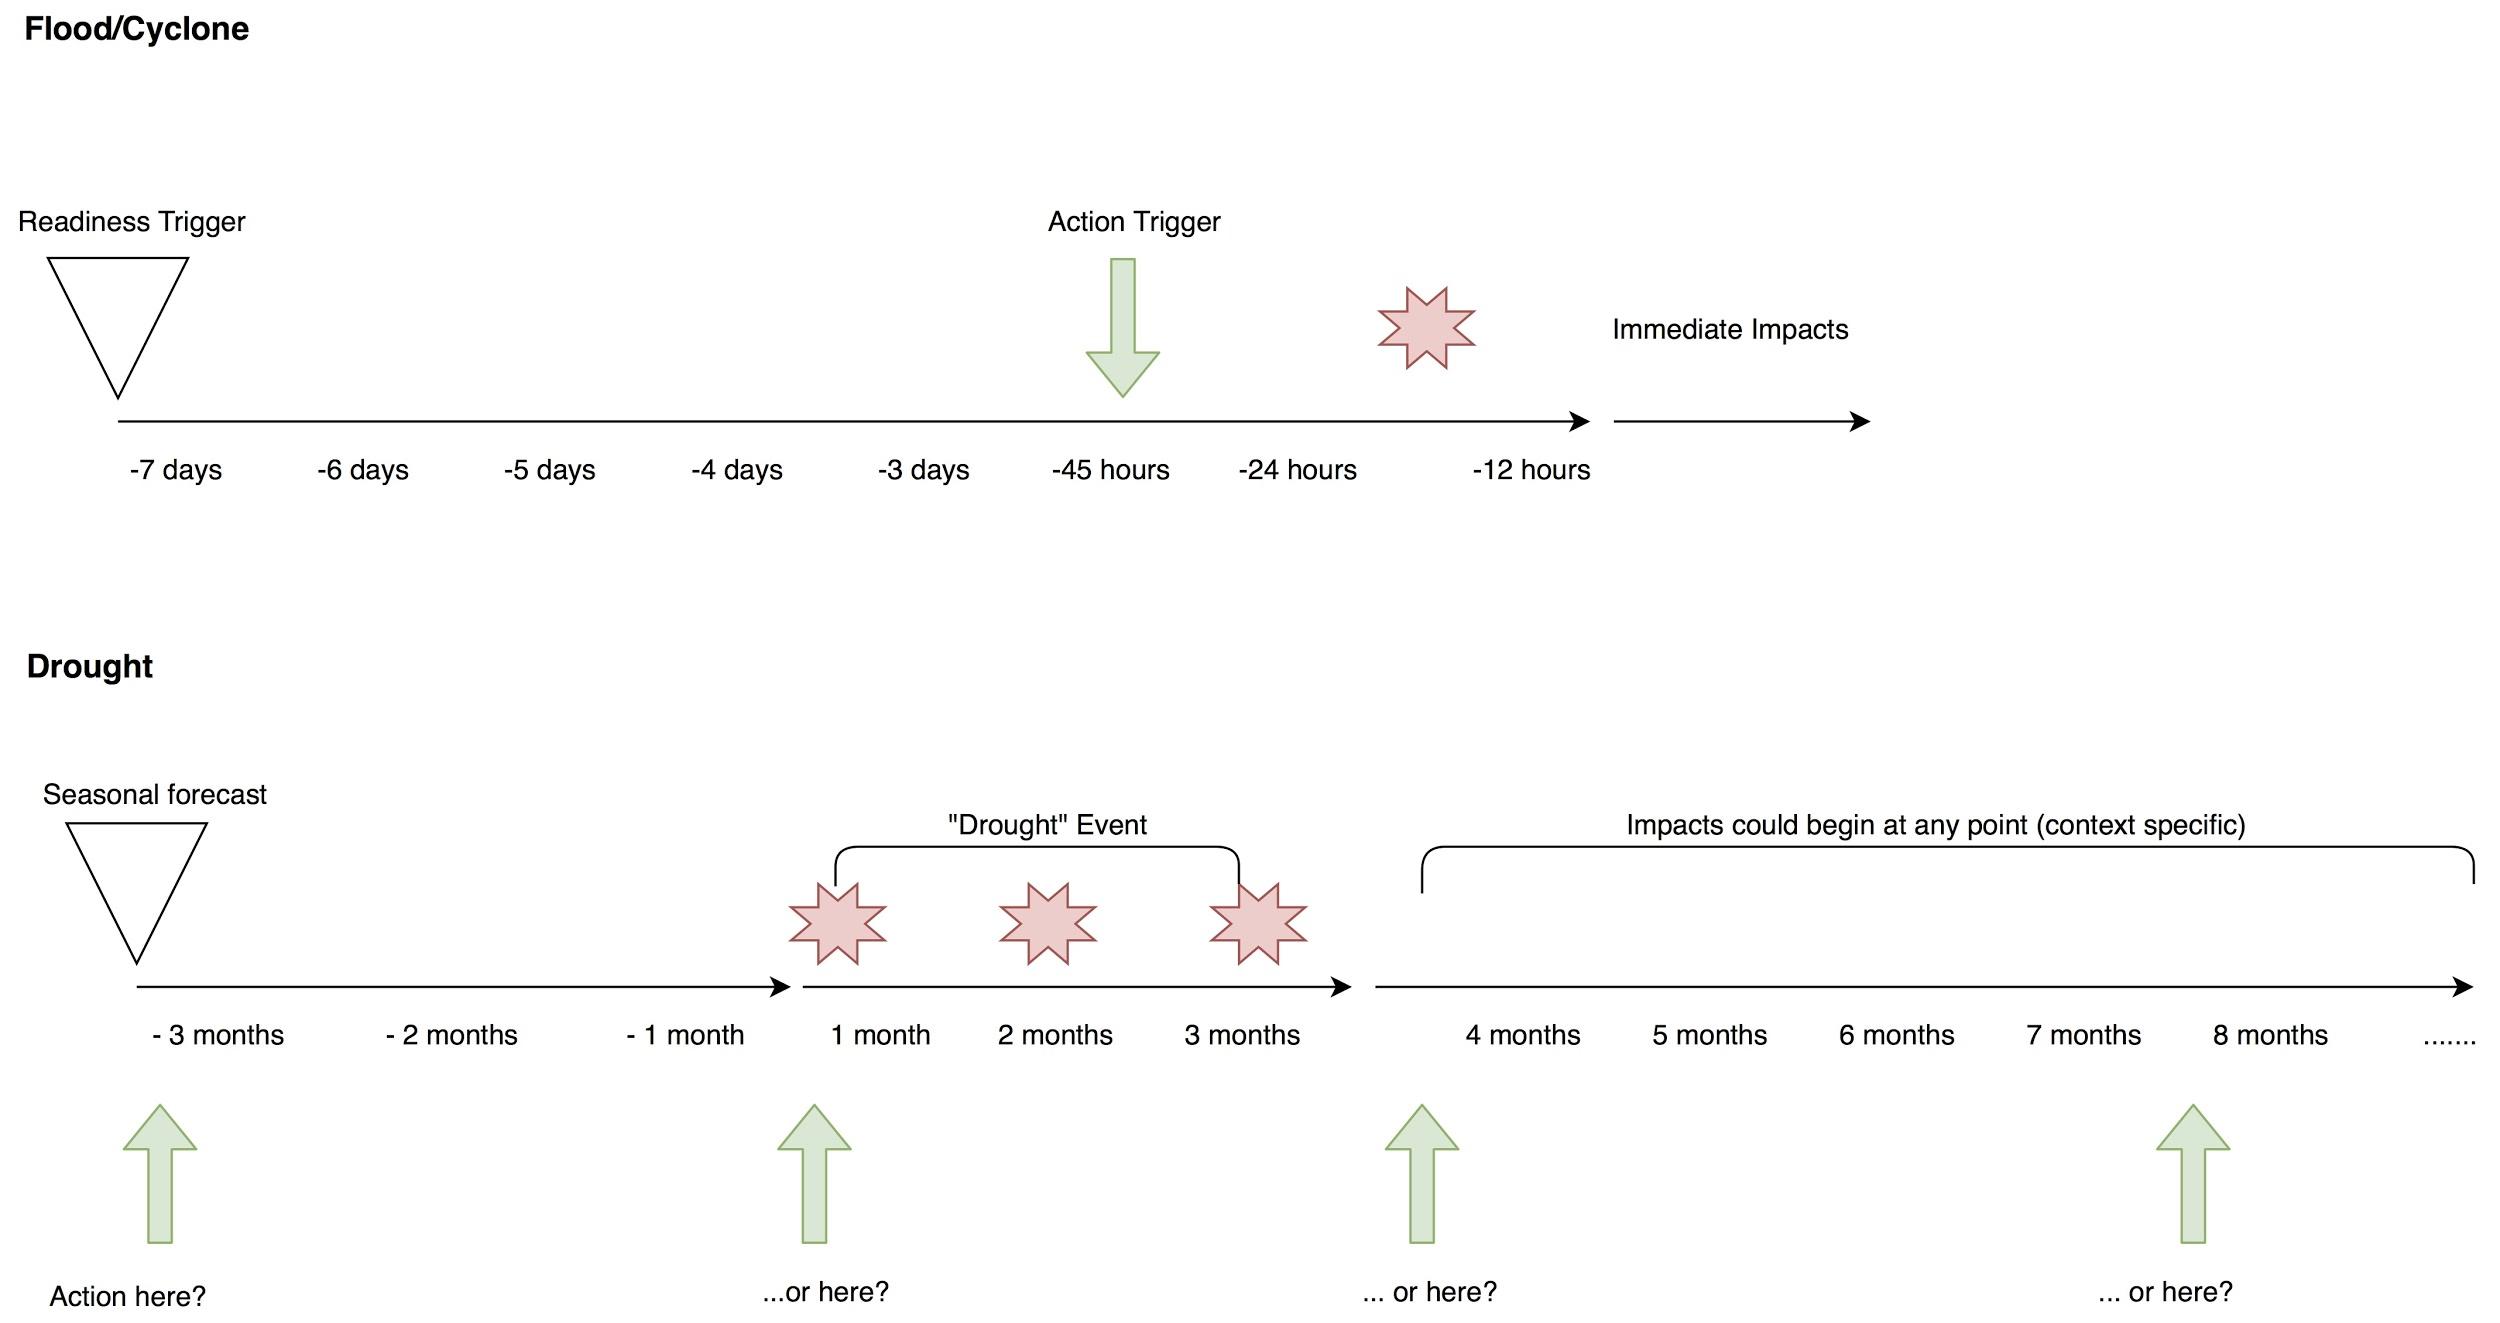 Flood/Cyclone
Readiness Trigger
Action Trigger
Immediate Impacts
-7 days
-6 days
-5 days
-4 days
-3 days
-45 hours
-24 hours
-12 hours
Drought
Seasonal forecast
"Drought" Event
Impacts could begin at any point (context specific)
- 3 months
- 2 months
- 1 month
1 month
2 months
3 months
4 months
5 months
6 months
7 months
8 months
.......
Action here?
...or here?
... or here?
... or here?